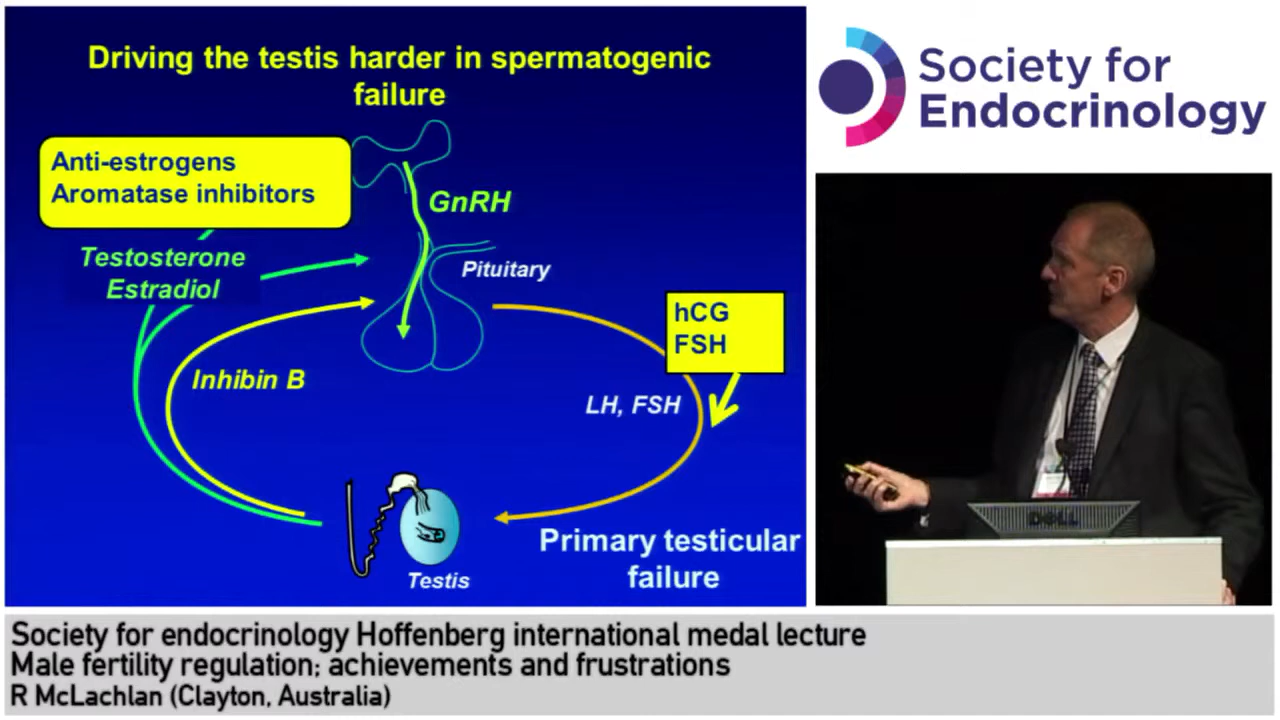 Driving the testis harder in spermatogenic
failure
Anti-estrogens
Aromatase inhibitors
GnRH
Testosterone
Estradiol
Pituitary
hCG
FSH
Inhibin B
LH, FSH
Primary testicular
failure
Testis
Society for
Endocrinology
DELL
Society for endocrinology Hoffenberg international medal lecture
Male fertility regulation; achievements and frustrations
R McLachlan (Clayton, Australia)